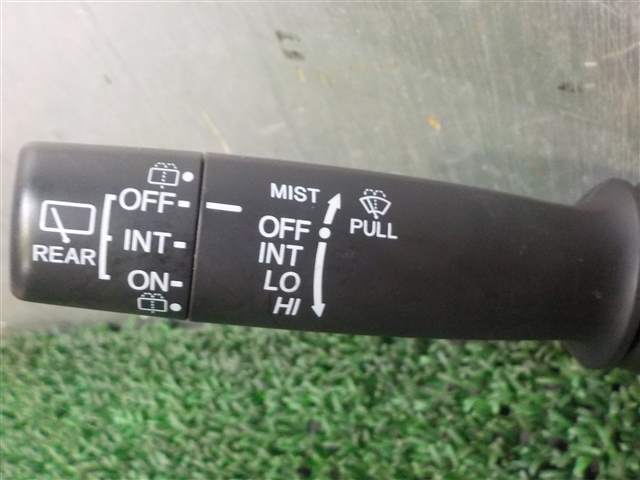 REAR
OFF
INT
ON
MIST
OFF
INT
LO
HI
PULL